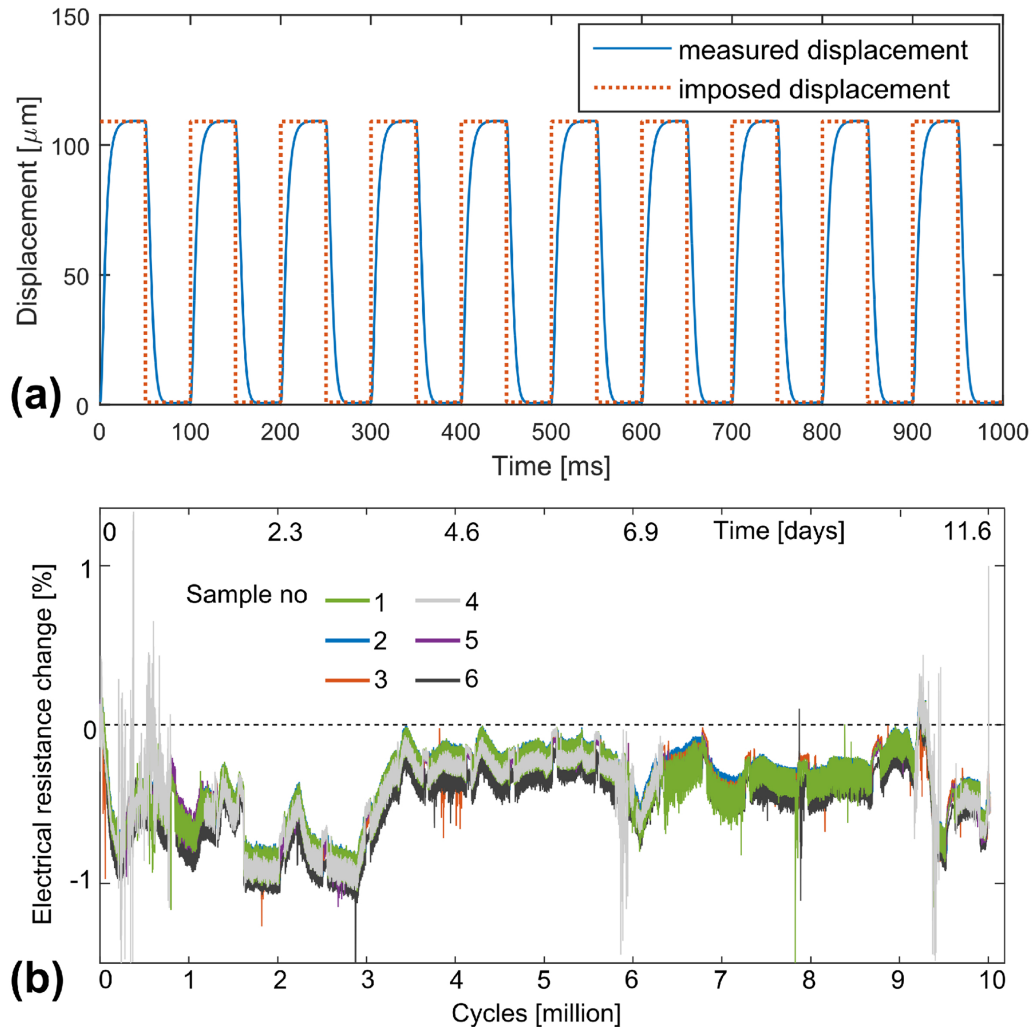 150
measured displacement
imposed displacement
100
50
0
Displacement [μm]
0 100 200 300 400 500 600 700 800 900 1000
Time [ms]
(a)
0 2.3 4.6 6.9 Time [days] 11.6
1
0
-1
Electrical resistance change [%]
Sample no
1 4
2 5
3 6
0 1 2 3 4 5 6 7 8 9 10
Cycles [million]
(b)